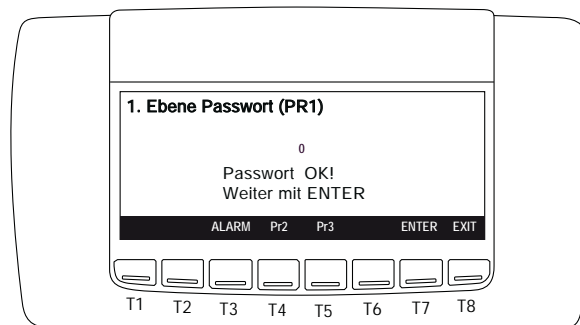 1. Ebene Passwort (PR1)
0
Passwort OK!
Weiter mit ENTER
ALARM Pr2 Pr3 ENTER EXIT
T1 T2 T3 T4 T5 T6 T7 T8